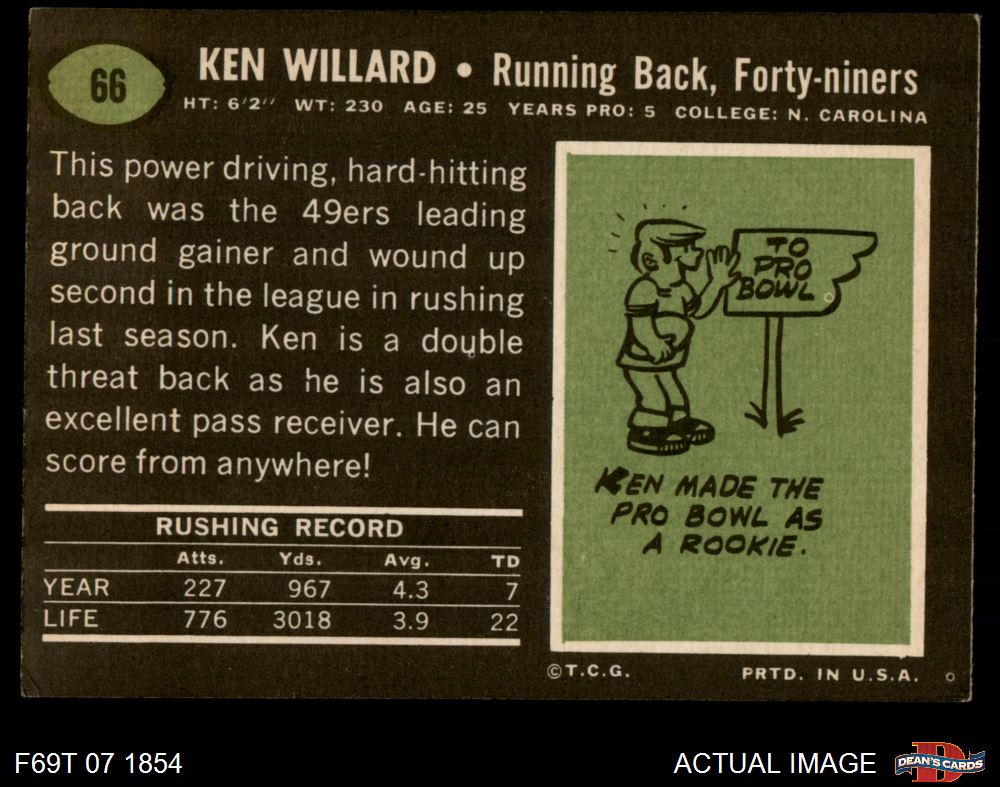 66
KEN WILLARD • Running Back, Forty-niners
HT: 6'2'' WT: 230 AGE: 25 YEARS PRO: 5 COLLEGE: N. CAROLINA
This power driving, hard-hitting
back was the 49ers leading
ground gainer and wound up
second in the league in rushing
last season. Ken is a double
threat back as he is also an
excellent pass receiver. He can
score from anywhere!
RUSHING RECORD
Atts. Yds. Avg. TD
YEAR 227 967 4.3 7
LIFE 776 3018 3.9 22
TO
PRO
BOWL
KEN MADE THE
PRO BOWL AS
A ROOKIE.
©T.C.G. PRTD. IN U.S.A.
F69T 07 1854
ACTUAL IMAGE
D
DEAN'S CARDS